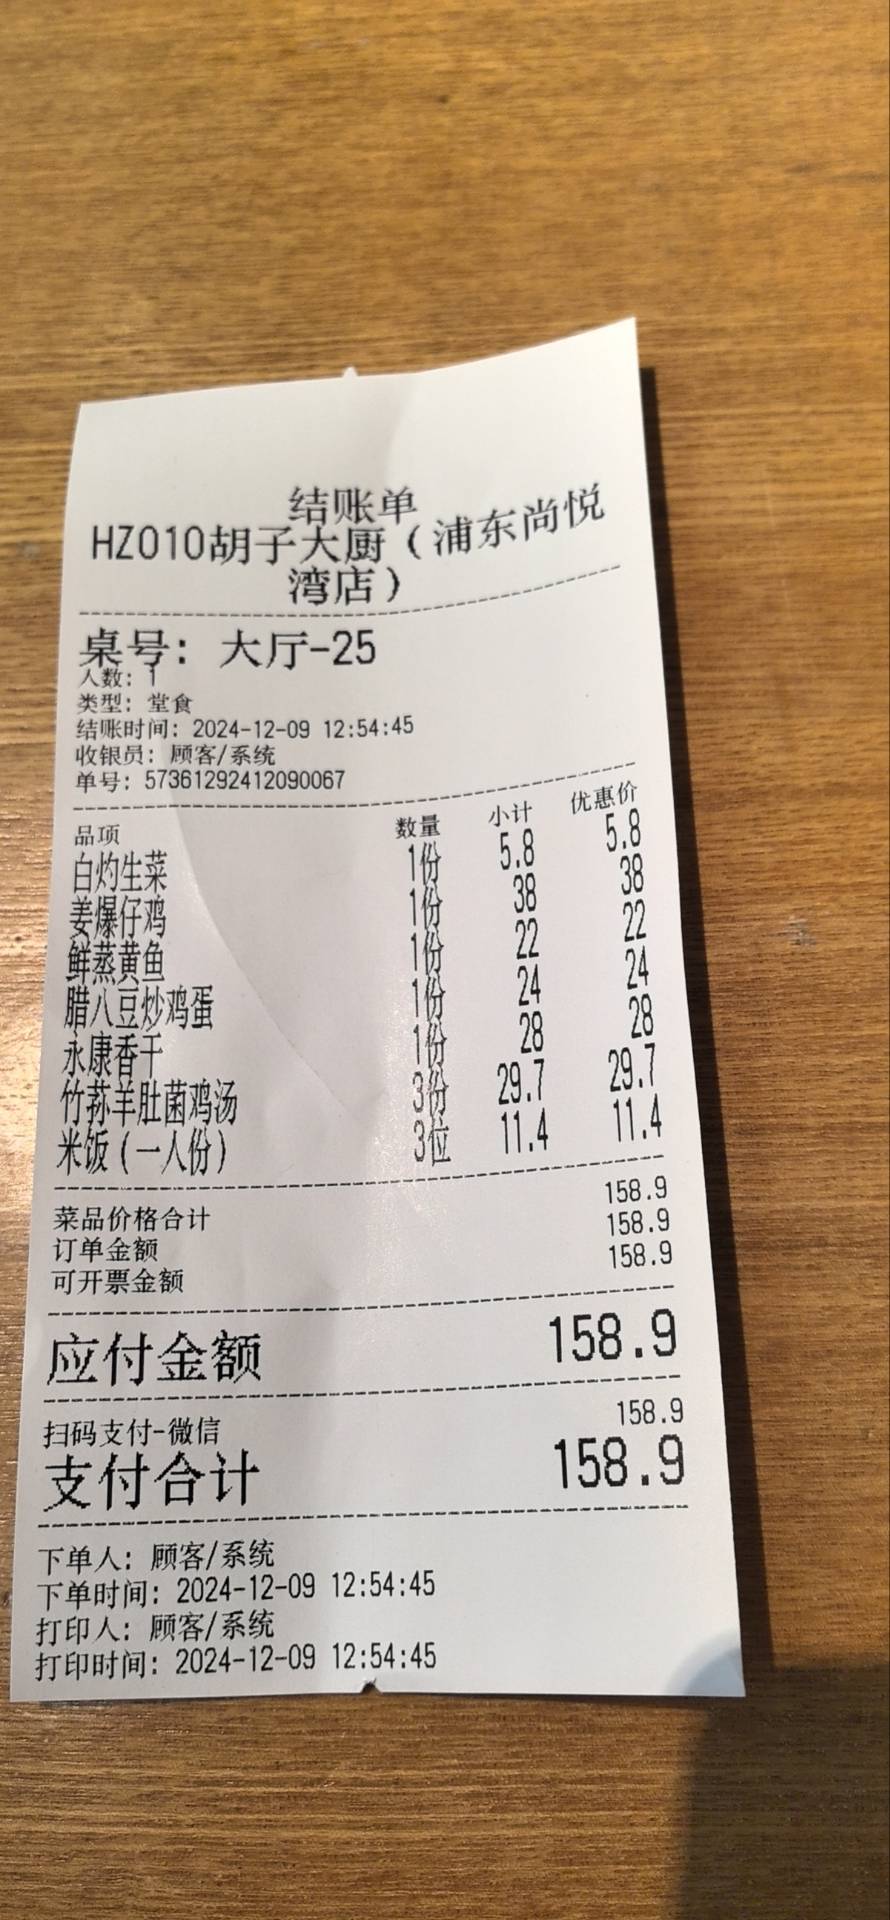 结账单
HZ010胡子大厨（浦东尚悦
湾店）
桌号：大厅-25
人数：1
类型：堂食
结账时间：2024-12-09 12:54:45
收银员：顾客/系统
单号：57361292412090067
品项 数量 小计 优惠价
白灼生菜 1份 5.8 5.8
姜爆仔鸡 1份 38 38
鲜蒸黄鱼 1份 22 22
腊八豆炒鸡蛋 1份 24 24
永康香干 1份 28 28
竹荪羊肚菌鸡汤 3份 29.7 29.7
米饭（一人份） 3位 11.4 11.4
菜品价格合计 158.9
订单金额 158.9
可开票金额 158.9
应付金额 158.9
扫码支付-微信 158.9
支付合计 158.9
下单人：顾客/系统
下单时间：2024-12-09 12:54:45
打印人：顾客/系统
打印时间：2024-12-09 12:54:45